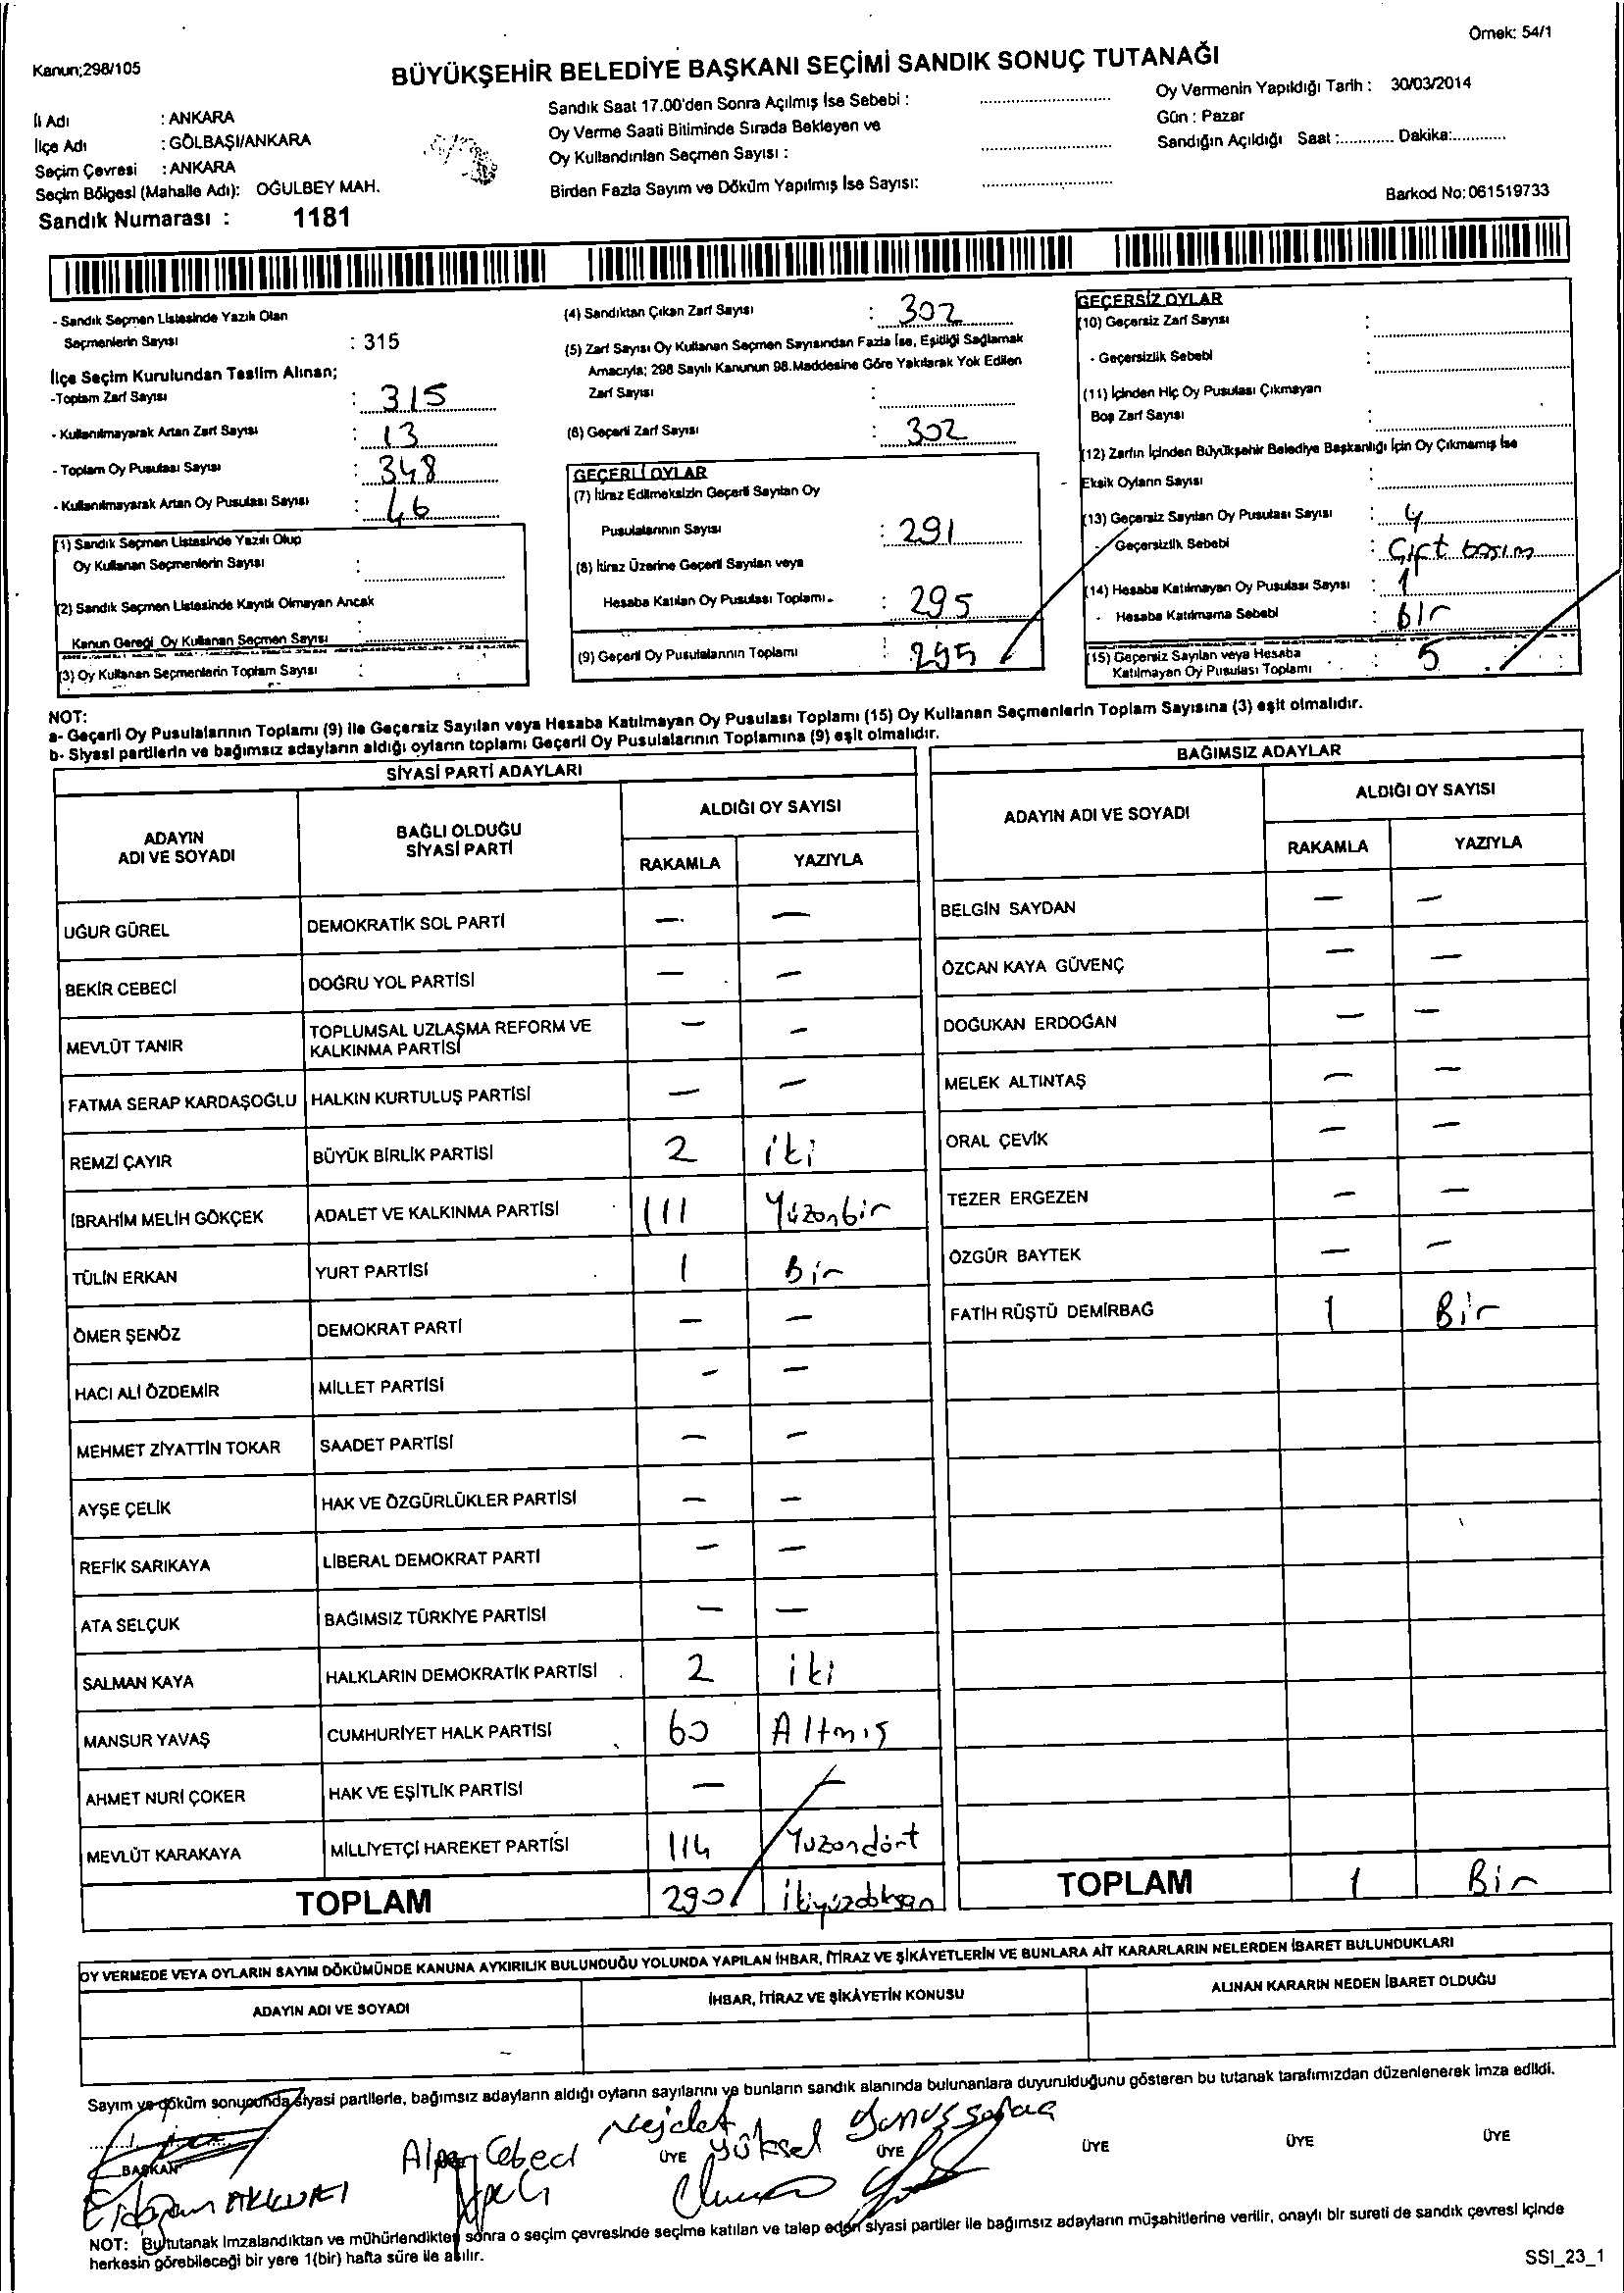 Örnek: 54/1
Kanun;298/105
BÜYÜKŞEHİR BELEDİYE BAŞKANI SEÇİMİ SANDIK SONUÇ TUTANAĞI
İl Adı : ANKARA
İlçe Adı : GÖLBAŞI/ANKARA
Seçim Çevresi : ANKARA
Seçim Bölgesi (Mahalle Adı): OĞULBEY MAH.
Sandık Numarası : 1181
Sandık Saat 17.00'den Sonra Açılmış İse Sebebi :
Oy Verme Saati Bitiminde Sırada Bekleyen ve
Oy Kullandırılan Seçmen Sayısı :
Birden Fazla Sayım ve Döküm Yapılmış İse Sayısı:
Oy Vermenin Yapıldığı Tarih : 30/03/2014
Gün : Pazar
Sandığın Açıldığı Saat :............ Dakika:............
Barkod No: 061519733
- Sandık Seçmen Listesinde Yazılı Olan
Seçmenlerin Sayısı : 315
İlçe Seçim Kurulundan Teslim Alınan;
-Toplam Zarf Sayısı : 315
- Kullanılmayarak Artan Zarf Sayısı : 13
- Toplam Oy Pusulası Sayısı : 348
- Kullanılmayarak Artan Oy Pusulası Sayısı : 46
(1) Sandık Seçmen Listesinde Yazılı Olup
Oy Kullanan Seçmenlerin Sayısı :
(2) Sandık Seçmen Listesinde Kayıtlı Olmayan Ancak
Kanun Gereği Oy Kullanan Seçmen Sayısı :
(3) Oy Kullanan Seçmenlerin Toplam Sayısı :
(4) Sandıktan Çıkan Zarf Sayısı : 302
(5) Zarf Sayısı Oy Kullanan Seçmen Sayısından Fazla İse, Eşitliği Sağlamak
Amacıyla; 298 Sayılı Kanunun 98.Maddesine Göre Yakılarak Yok Edilen
Zarf Sayısı :
(6) Geçerli Zarf Sayısı : 302
GEÇERLİ OYLAR
(7) İtiraz Edilmeksizin Geçerli Sayılan Oy
Pusulalarının Sayısı : 291
(8) İtiraz Üzerine Geçerli Sayılan veya
Hesaba Katılan Oy Pusulası Toplamı : 295
(9) Geçerli Oy Pusulalarının Toplamı : 295
GEÇERSİZ OYLAR
(10) Geçersiz Zarf Sayısı :
- Geçersizlik Sebebi :
(11) İçinden Hiç Oy Pusulası Çıkmayan
Boş Zarf Sayısı :
(12) Zarfın İçinden Büyükşehir Belediye Başkanlığı İçin Oy Çıkmamış İse
Eksik Oyların Sayısı :
(13) Geçersiz Sayılan Oy Pusulası Sayısı : 4
- Geçersizlik Sebebi : Çift basım
(14) Hesaba Katılmayan Oy Pusulası Sayısı : 1
- Hesaba Katılmama Sebebi : Bir
(15) Geçersiz Sayılan veya Hesaba
Katılmayan Oy Pusulası Toplamı : 5
NOT:
a- Geçerli Oy Pusulalarının Toplamı (9) ile Geçersiz Sayılan veya Hesaba Katılmayan Oy Pusulası Toplamı (15) Oy Kullanan Seçmenlerin Toplam Sayısına (3) eşit olmalıdır.
b- Siyasi partilerin ve bağımsız adayların aldığı oyların toplamı Geçerli Oy Pusulalarının Toplamına (9) eşit olmalıdır.
SİYASİ PARTİ ADAYLARI
ADAYIN ADI VE SOYADI
BAĞLI OLDUĞU SİYASİ PARTİ
ALDIĞI OY SAYISI
RAKAMLA YAZIYLA
UĞUR GÜREL DEMOKRATİK SOL PARTİ — —
BEKİR CEBECİ DOĞRU YOL PARTİSİ — —
MEVLÜT TANIR TOPLUMSAL UZLAŞMA REFORM VE KALKINMA PARTİSİ — —
FATMA SERAP KARDAŞOĞLU HALKIN KURTULUŞ PARTİSİ — —
REMZİ ÇAYIR BÜYÜK BİRLİK PARTİSİ 2 iki
İBRAHİM MELİH GÖKÇEK ADALET VE KALKINMA PARTİSİ 111 Yüzonbir
TÜLİN ERKAN YURT PARTİSİ 1 Bir
ÖMER ŞENÖZ DEMOKRAT PARTİ — —
HACI ALİ ÖZDEMİR MİLLET PARTİSİ — —
MEHMET ZİYATTİN TOKAR SAADET PARTİSİ — —
AYŞE ÇELİK HAK VE ÖZGÜRLÜKLER PARTİSİ — —
REFİK SARIKAYA LİBERAL DEMOKRAT PARTİ — —
ATA SELÇUK BAĞIMSIZ TÜRKİYE PARTİSİ — —
SALMAN KAYA HALKLARIN DEMOKRATİK PARTİSİ 2 iki
MANSUR YAVAŞ CUMHURİYET HALK PARTİSİ 60 Altmış
AHMET NURİ ÇOKER HAK VE EŞİTLİK PARTİSİ — —
MEVLÜT KARAKAYA MİLLİYETÇİ HAREKET PARTİSİ 114 Yuzondört
TOPLAM 290 ikiyüzdoksan
BAĞIMSIZ ADAYLAR
ADAYIN ADI VE SOYADI
ALDIĞI OY SAYISI
RAKAMLA YAZIYLA
BELGİN SAYDAN — —
ÖZCAN KAYA GÜVENÇ — —
DOĞUKAN ERDOĞAN — —
MELEK ALTINTAŞ — —
ORAL ÇEVİK — —
TEZER ERGEZEN — —
ÖZGÜR BAYTEK — —
FATİH RÜŞTÜ DEMİRBAĞ 1 Bir
TOPLAM 1 Bir
OY VERMEDE VEYA OYLARIN SAYIM DÖKÜMÜNDE KANUNA AYKIRILIK BULUNDUĞU YOLUNDA YAPILAN İHBAR, İTİRAZ VE ŞİKÂYETLERİN VE BUNLARA AİT KARARLARIN NELERDEN İBARET BULUNDUKLARI
ADAYIN ADI VE SOYADI
İHBAR, İTİRAZ VE ŞİKÂYETİN KONUSU
ALINAN KARARIN NEDEN İBARET OLDUĞU
Sayım ve döküm sonucunda siyasi partilerle, bağımsız adayların aldığı oyların sayılarını ve bunların sandık alanında bulunanlara duyurulduğunu gösteren bu tutanak tarafımızdan düzenlenerek imza edildi.
BAŞKAN ÜYE ÜYE ÜYE ÜYE ÜYE
Alper Cebeci
Nejdet Yüksel
Yunus
NOT: Bu tutanak imzalandıktan ve mühürlendikten sonra o seçim çevresinde seçime katılan ve talep eden siyasi partiler ile bağımsız adayların müşahitlerine verilir, onaylı bir sureti de sandık çevresi içinde
herkesin görebileceği bir yere 1(bir) hafta süre ile asılır.
SSI_23_1